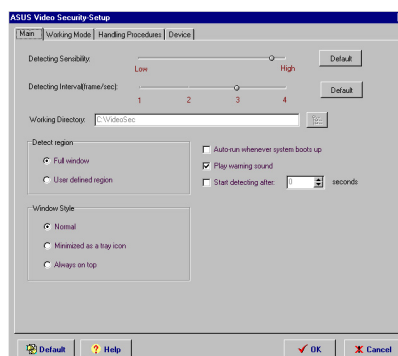 ASUS Video Security-Setup
Main Working Mode Handling Procedures Device
Detecting Sensibility: Default
Low High
Detecting Interval(frame/sec): Default
1 2 3 4
Working Directory: C:\VideoSec
Detect region
Full window
User defined region
Auto-run whenever system boots up
Play warning sound
Start detecting after: 0 seconds
Window Style
Normal
Minimized as a tray icon
Always on top
Default ? Help OK Cancel